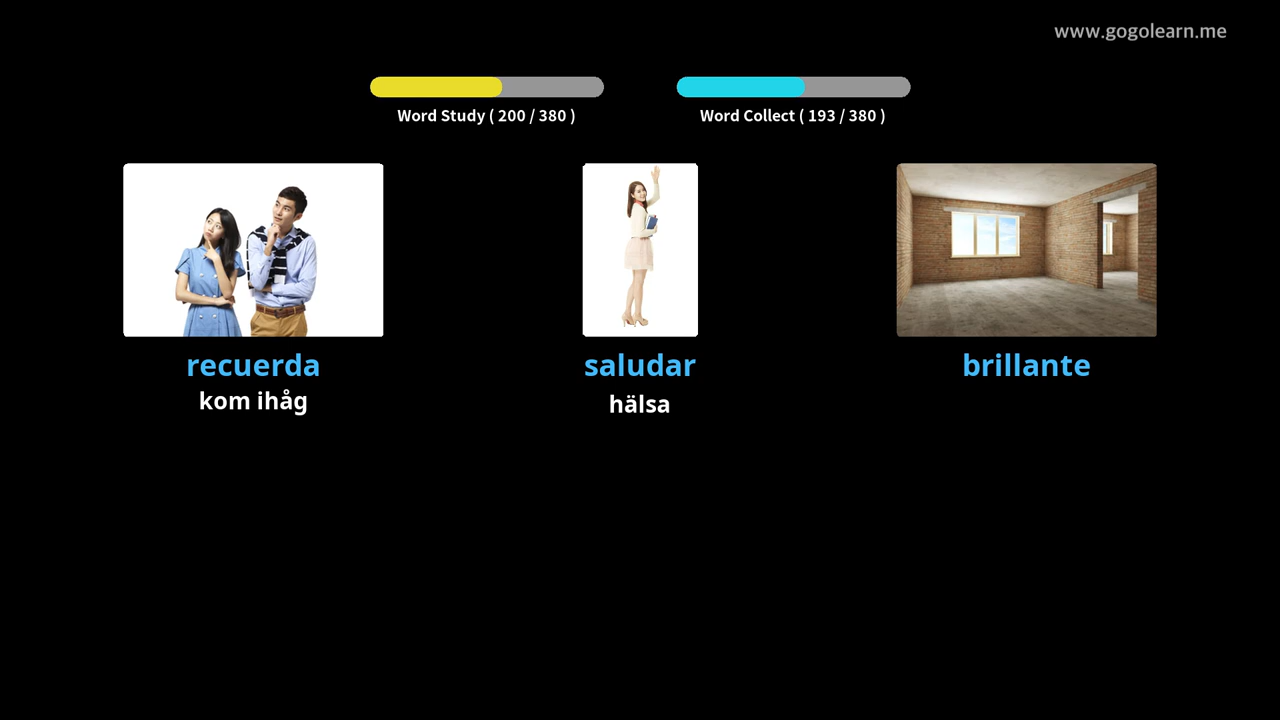 www.gogolearn.me
Word Study ( 200 / 380 )
Word Collect ( 193 / 380 )
recuerda
kom ihåg
saludar
hälsa
brillante